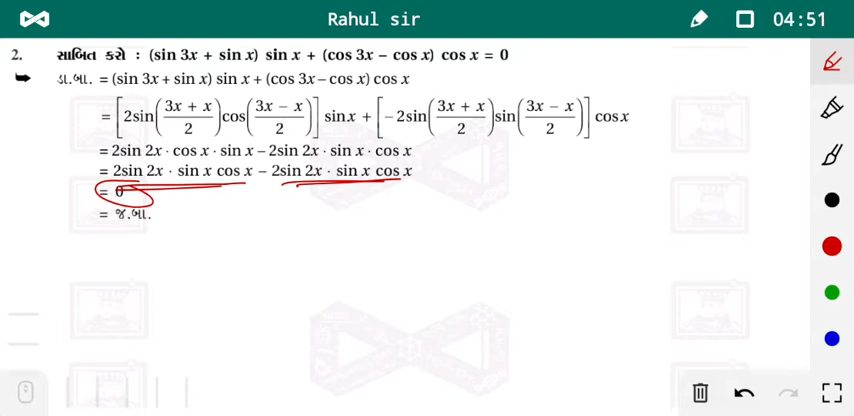 Rahul sir
04:51
2. સાબિત કરો : (sin 3x + sin x) sin x + (cos 3x − cos x) cos x = 0
➥ ડા.બા. = (sin 3x + sin x) sin x + (cos 3x − cos x) cos x
= [2sin((3x + x)/2)cos((3x − x)/2)] sinx + [−2sin((3x + x)/2)sin((3x − x)/2)] cosx
= 2sin 2x · cos x · sin x − 2sin 2x · sin x · cos x
= 2sin 2x · sin x cos x − 2sin 2x · sin x cos x
= 0
= જ.બા.